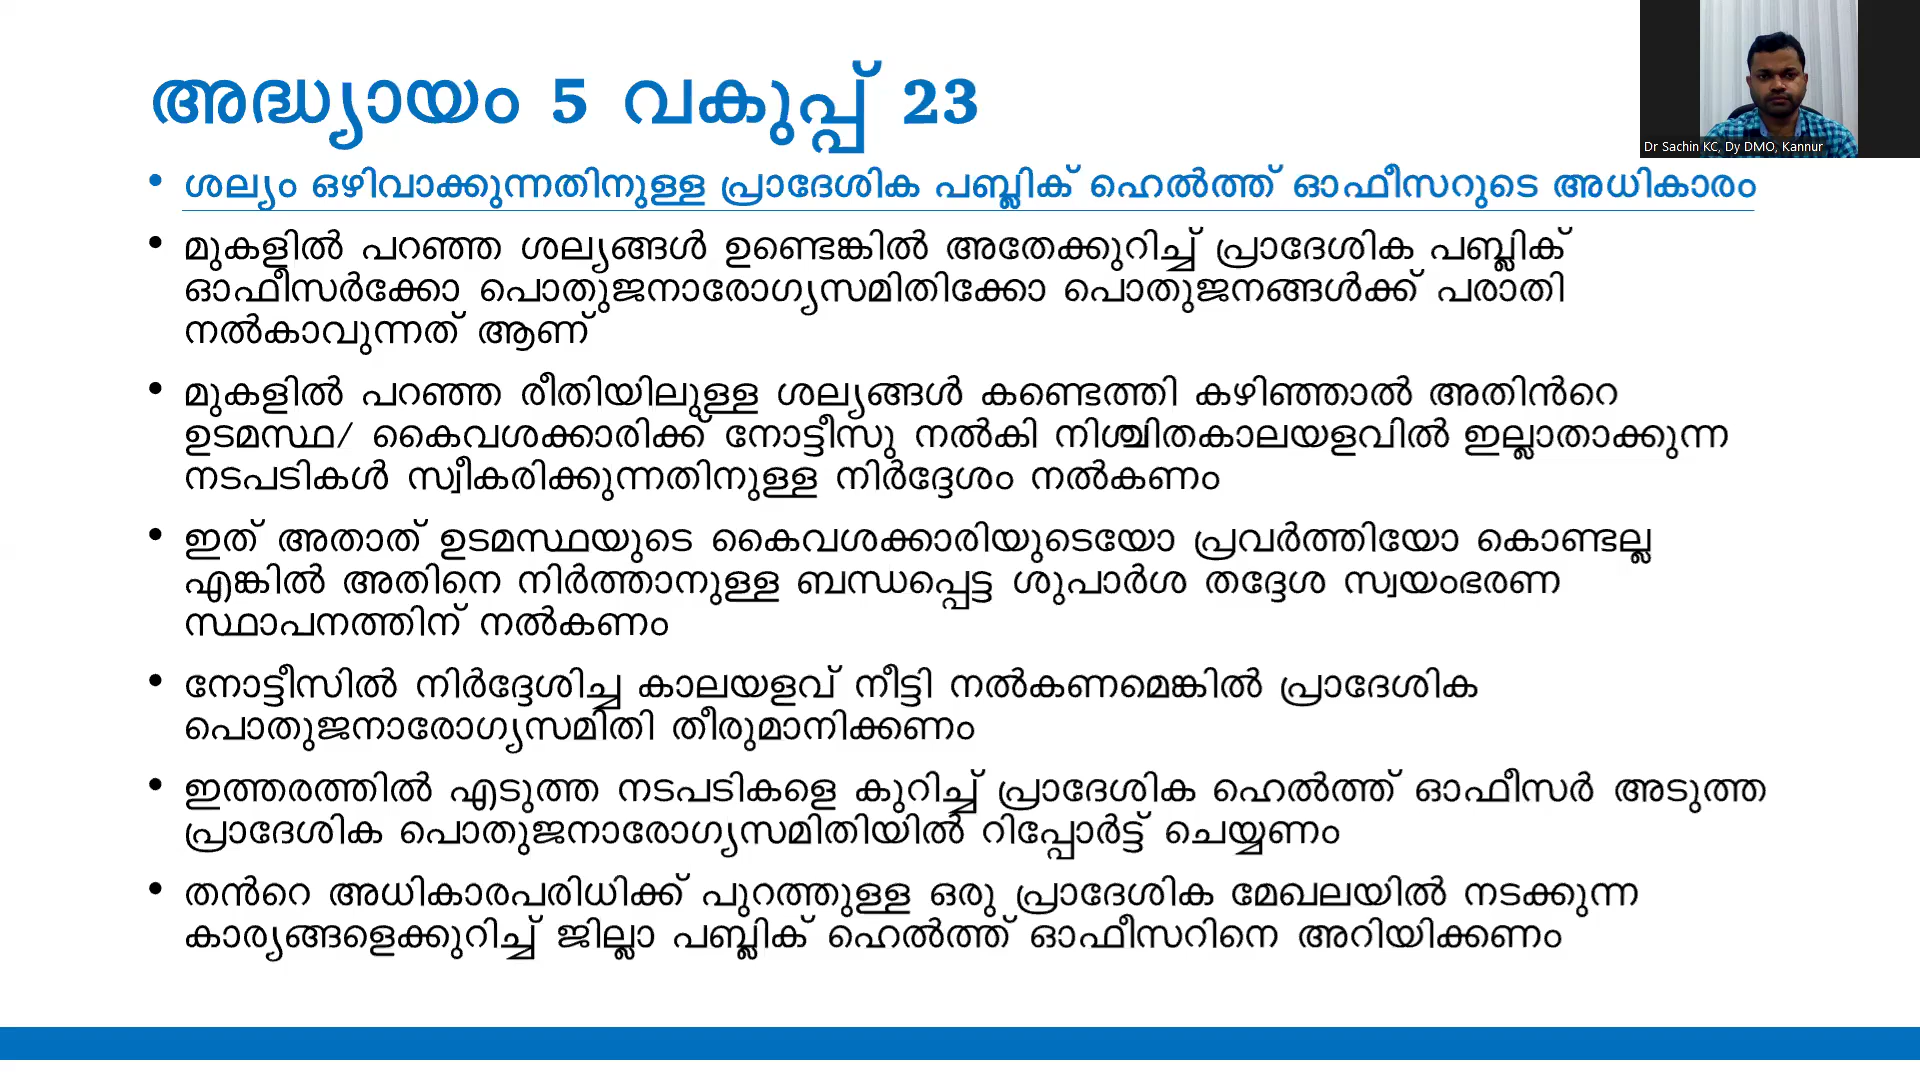 അദ്ധ്യായം 5 വകുപ്പ് 23
Dr Sachin KC, Dy DMO, Kannur
• ശല്യം ഒഴിവാക്കുന്നതിനുള്ള പ്രാദേശിക പബ്ലിക് ഹെൽത്ത് ഓഫീസറുടെ അധികാരം
• മുകളിൽ പറഞ്ഞ ശല്യങ്ങൾ ഉണ്ടെങ്കിൽ അതേക്കുറിച്ച് പ്രാദേശിക പബ്ലിക്
ഓഫീസർക്കോ പൊതുജനാരോഗ്യസമിതിക്കോ പൊതുജനങ്ങൾക്ക് പരാതി
നൽകാവുന്നത് ആണ്
• മുകളിൽ പറഞ്ഞ രീതിയിലുള്ള ശല്യങ്ങൾ കണ്ടെത്തി കഴിഞ്ഞാൽ അതിൻറെ
ഉടമസ്ഥ/ കൈവശക്കാരിക്ക് നോട്ടീസു നൽകി നിശ്ചിതകാലയളവിൽ ഇല്ലാതാക്കുന്ന
നടപടികൾ സ്വീകരിക്കുന്നതിനുള്ള നിർദ്ദേശം നൽകണം
• ഇത് അതാത് ഉടമസ്ഥയുടെ കൈവശക്കാരിയുടെയോ പ്രവർത്തിയോ കൊണ്ടല്ല
എങ്കിൽ അതിനെ നിർത്താനുള്ള ബന്ധപ്പെട്ട ശുപാർശ തദ്ദേശ സ്വയംഭരണ
സ്ഥാപനത്തിന് നൽകണം
• നോട്ടീസിൽ നിർദ്ദേശിച്ച കാലയളവ് നീട്ടി നൽകണമെങ്കിൽ പ്രാദേശിക
പൊതുജനാരോഗ്യസമിതി തീരുമാനിക്കണം
• ഇത്തരത്തിൽ എടുത്ത നടപടികളെ കുറിച്ച് പ്രാദേശിക ഹെൽത്ത് ഓഫീസർ അടുത്ത
പ്രാദേശിക പൊതുജനാരോഗ്യസമിതിയിൽ റിപ്പോർട്ട് ചെയ്യണം
• തൻറെ അധികാരപരിധിക്ക് പുറത്തുള്ള ഒരു പ്രാദേശിക മേഖലയിൽ നടക്കുന്ന
കാര്യങ്ങളെക്കുറിച്ച് ജില്ലാ പബ്ലിക് ഹെൽത്ത് ഓഫീസറിനെ അറിയിക്കണം